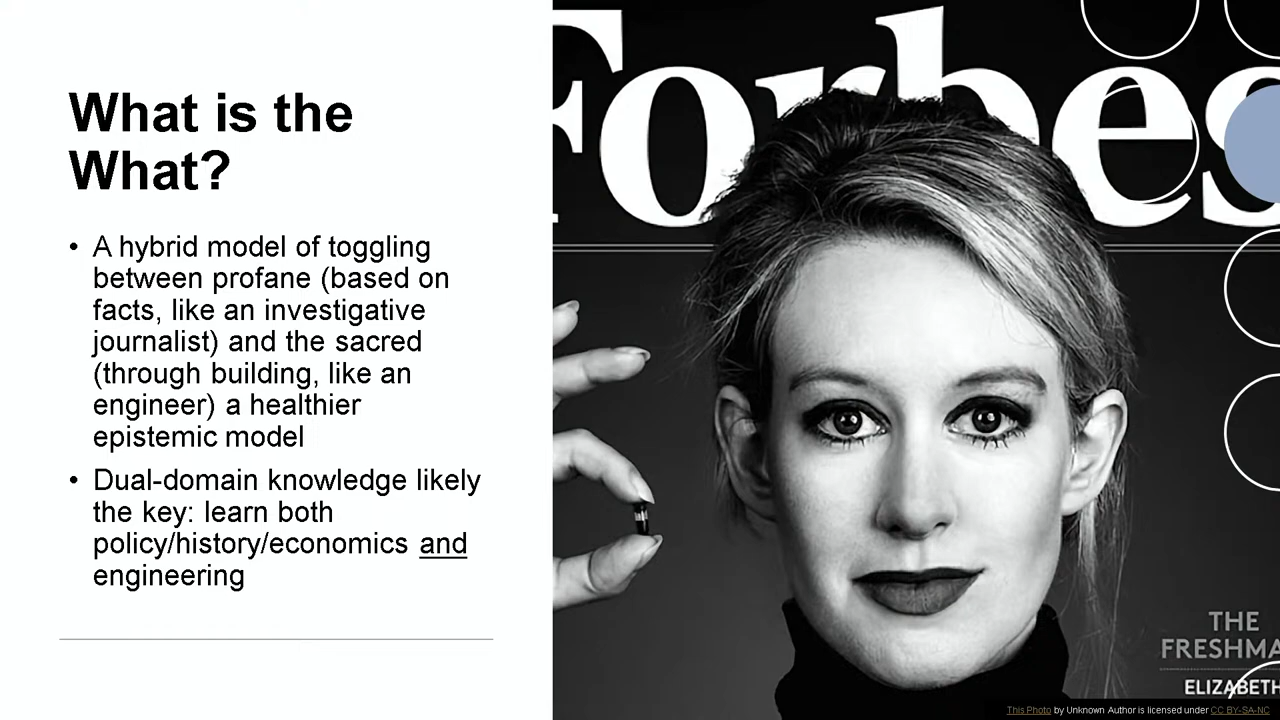 What is the
What?
• A hybrid model of toggling
between profane (based on
facts, like an investigative
journalist) and the sacred
(through building, like an
engineer) a healthier
epistemic model
• Dual-domain knowledge likely
the key: learn both
policy/history/economics and
engineering
Forbes
THE
FRESHMA
ELIZABETH
This Photo by Unknown Author is licensed under CC BY-SA-NC